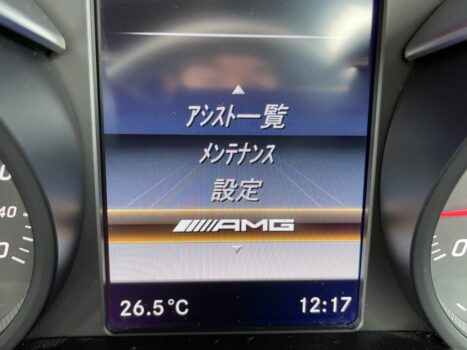 アシスト一覧
メンテナンス
設定
AMG
26.5°C 12:17